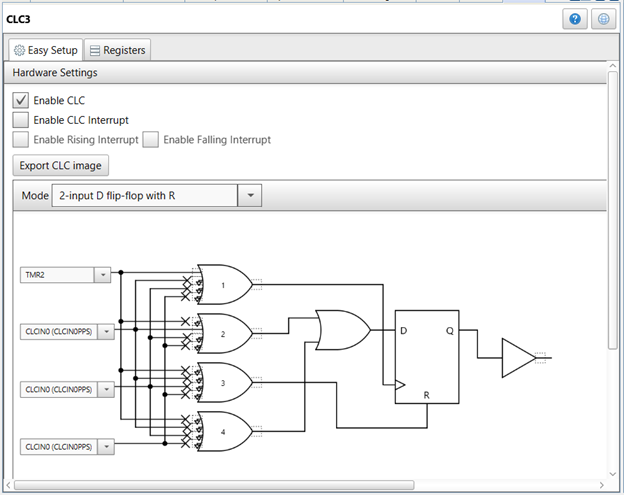 CLC3
Easy Setup Registers
Hardware Settings
Enable CLC
Enable CLC Interrupt
Enable Rising Interrupt Enable Falling Interrupt
Export CLC image
Mode 2-input D flip-flop with R
TMR2
1
CLCIN0 (CLCIN0PPS)
2
D Q
CLCIN0 (CLCIN0PPS)
3
R
4
CLCIN0 (CLCIN0PPS)